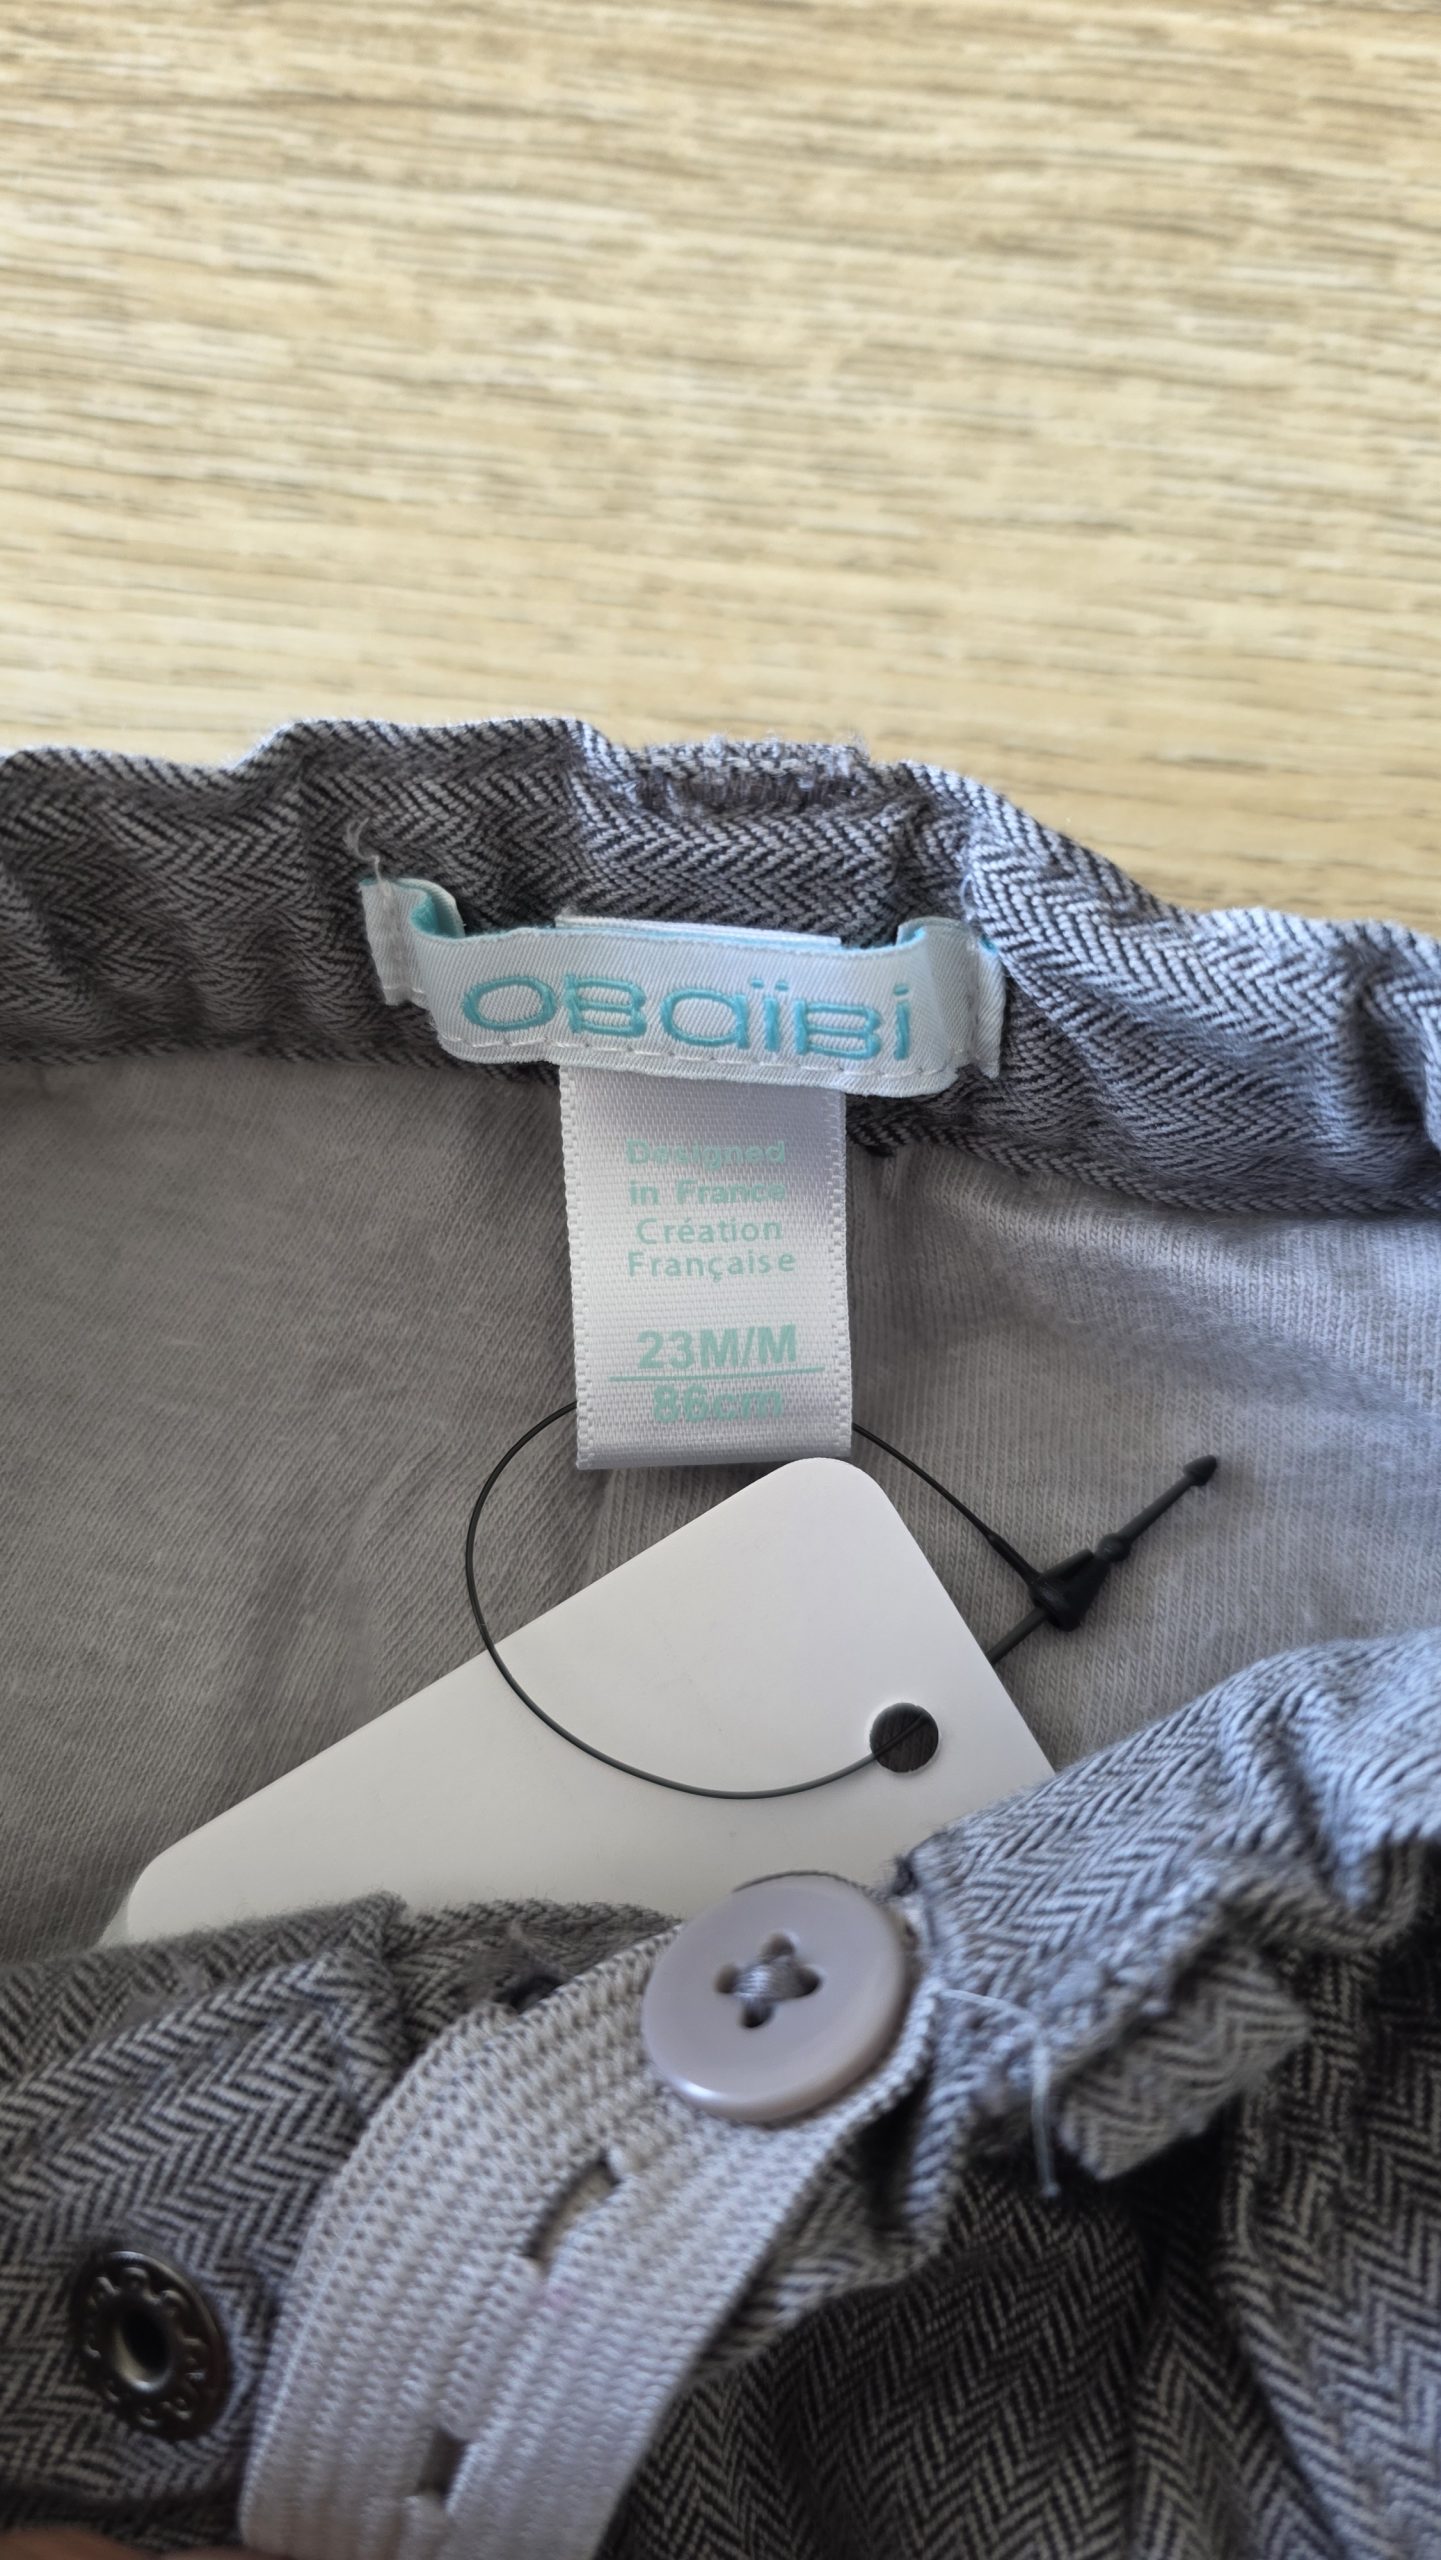 OBaïBi
Designed
in France
Création
Française
23M/M
86cm